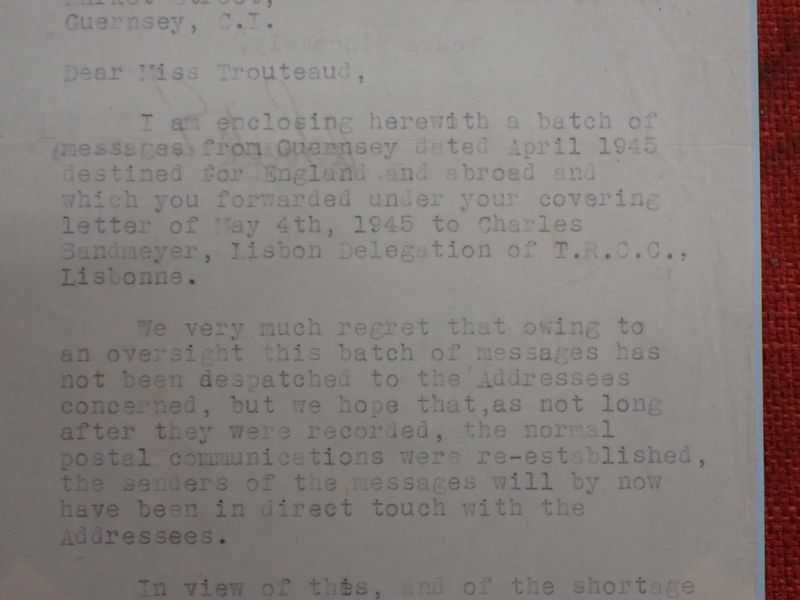 Market Street,
Guernsey, C.I.
Dear Miss Trouteaud,
I am enclosing herewith a batch of
messages from Guernsey dated April 1945
destined for England and abroad and
which you forwarded under your covering
letter of May 4th, 1945 to Charles
Sandmeyer, Lisbon Delegation of T.R.C.C.,
Lisbonne.
We very much regret that owing to
an oversight this batch of messages has
not been despatched to the Addressees
concerned, but we hope that,as not long
after they were recorded, the normal
postal communications were re-established,
the senders of the messages will by now
have been in direct touch with the
Addressees.
In view of this, and of the shortage